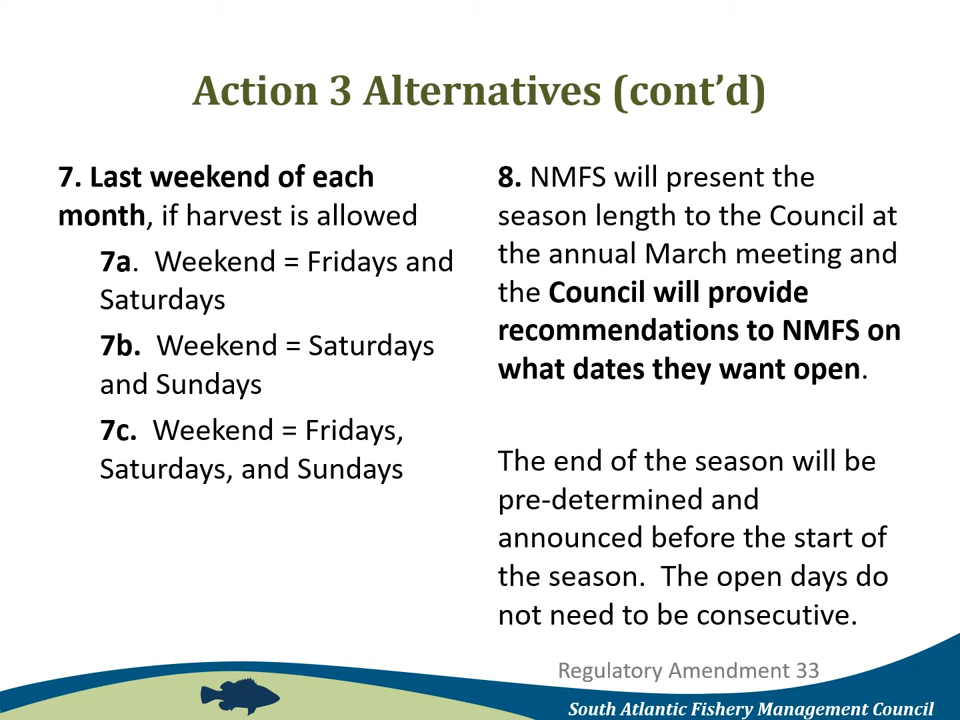 Action 3 Alternatives (cont’d)
7. Last weekend of each
month, if harvest is allowed
7a. Weekend = Fridays and
Saturdays
7b. Weekend = Saturdays
and Sundays
7c. Weekend = Fridays,
Saturdays, and Sundays
8. NMFS will present the
season length to the Council at
the annual March meeting and
the Council will provide
recommendations to NMFS on
what dates they want open.
The end of the season will be
pre-determined and
announced before the start of
the season. The open days do
not need to be consecutive.
Regulatory Amendment 33
South Atlantic Fishery Management Council